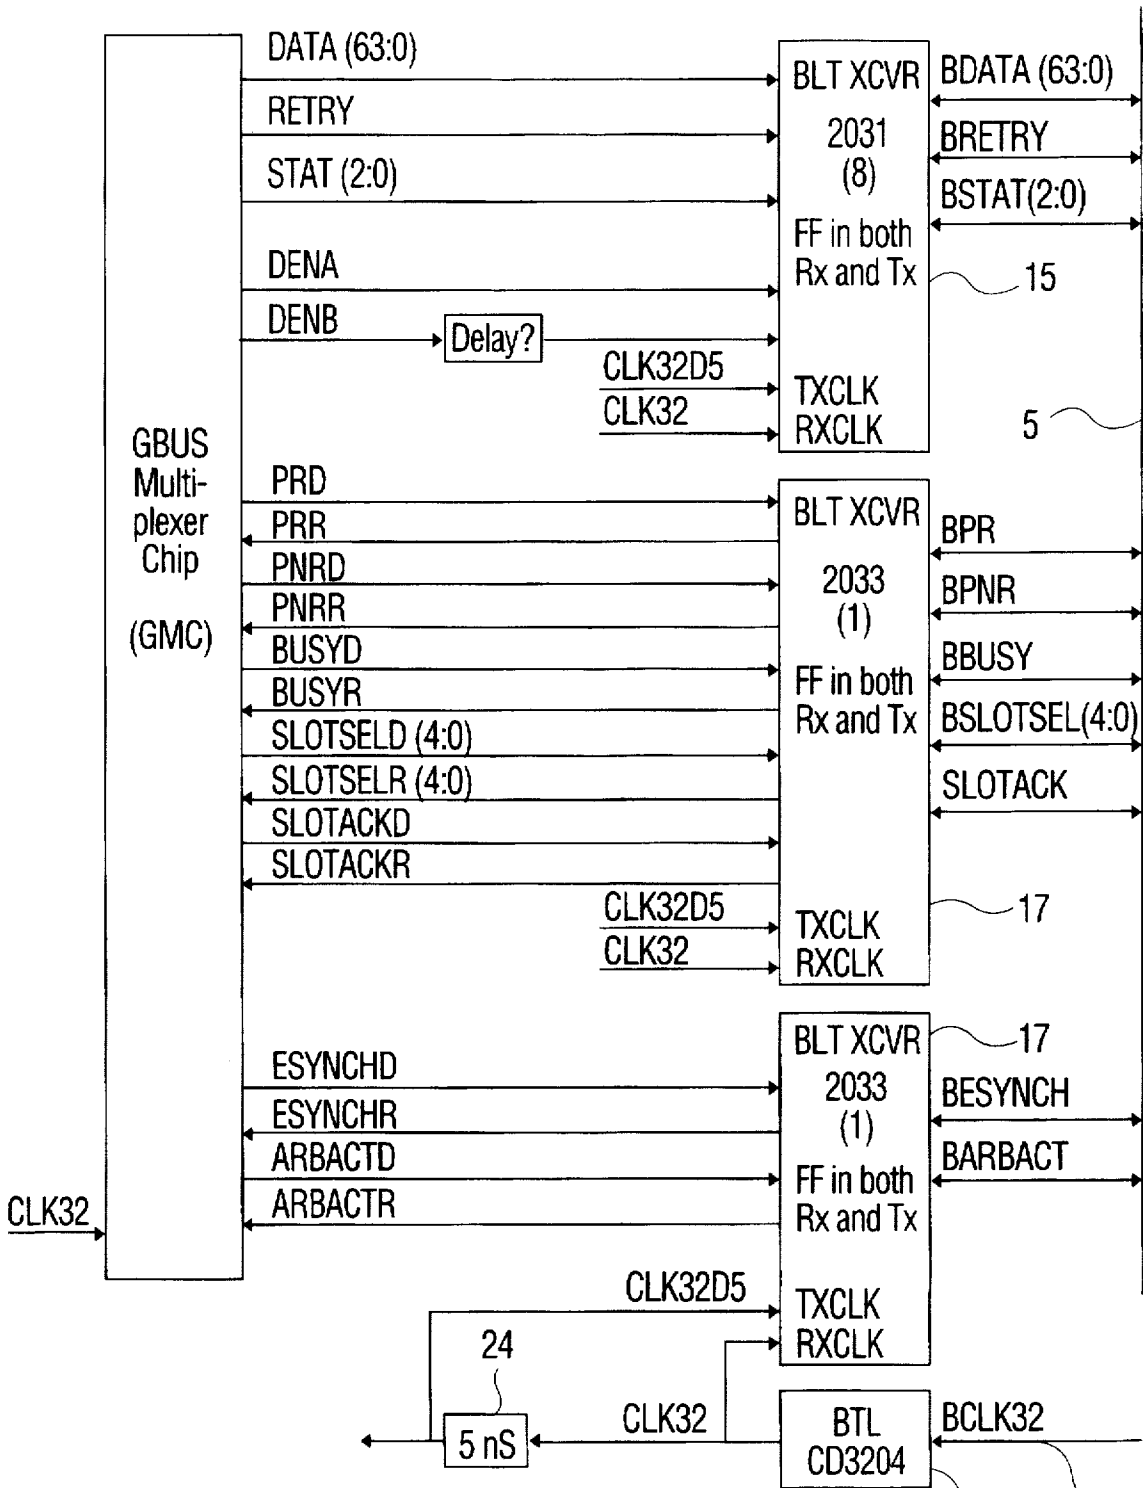 DATA (63:0)
RETRY
STAT (2:0)
DENA
DENB
Delay?
CLK32D5
CLK32
BLT XCVR
2031
(8)
FF in both
Rx and Tx
TXCLK
RXCLK
BDATA (63:0)
BRETRY
BSTAT(2:0)
15
5
GBUS
Multi-
plexer
Chip
(GMC)
PRD
PRR
PNRD
PNRR
BUSYD
BUSYR
SLOTSELD (4:0)
SLOTSELR (4:0)
SLOTACKD
SLOTACKR
CLK32D5
CLK32
BLT XCVR
2033
(1)
FF in both
Rx and Tx
TXCLK
RXCLK
BPR
BPNR
BBUSY
BSLOTSEL(4:0)
SLOTACK
17
CLK32
ESYNCHD
ESYNCHR
ARBACTD
ARBACTR
CLK32D5
BLT XCVR
2033
(1)
FF in both
Rx and Tx
TXCLK
RXCLK
17
BESYNCH
BARBACT
24
5 nS
CLK32
BTL
CD3204
BCLK32